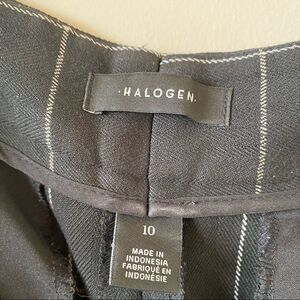 ·HALOGEN·
10
MADE IN
INDONESIA
FABRIQUÉ EN
INDONÉSIE